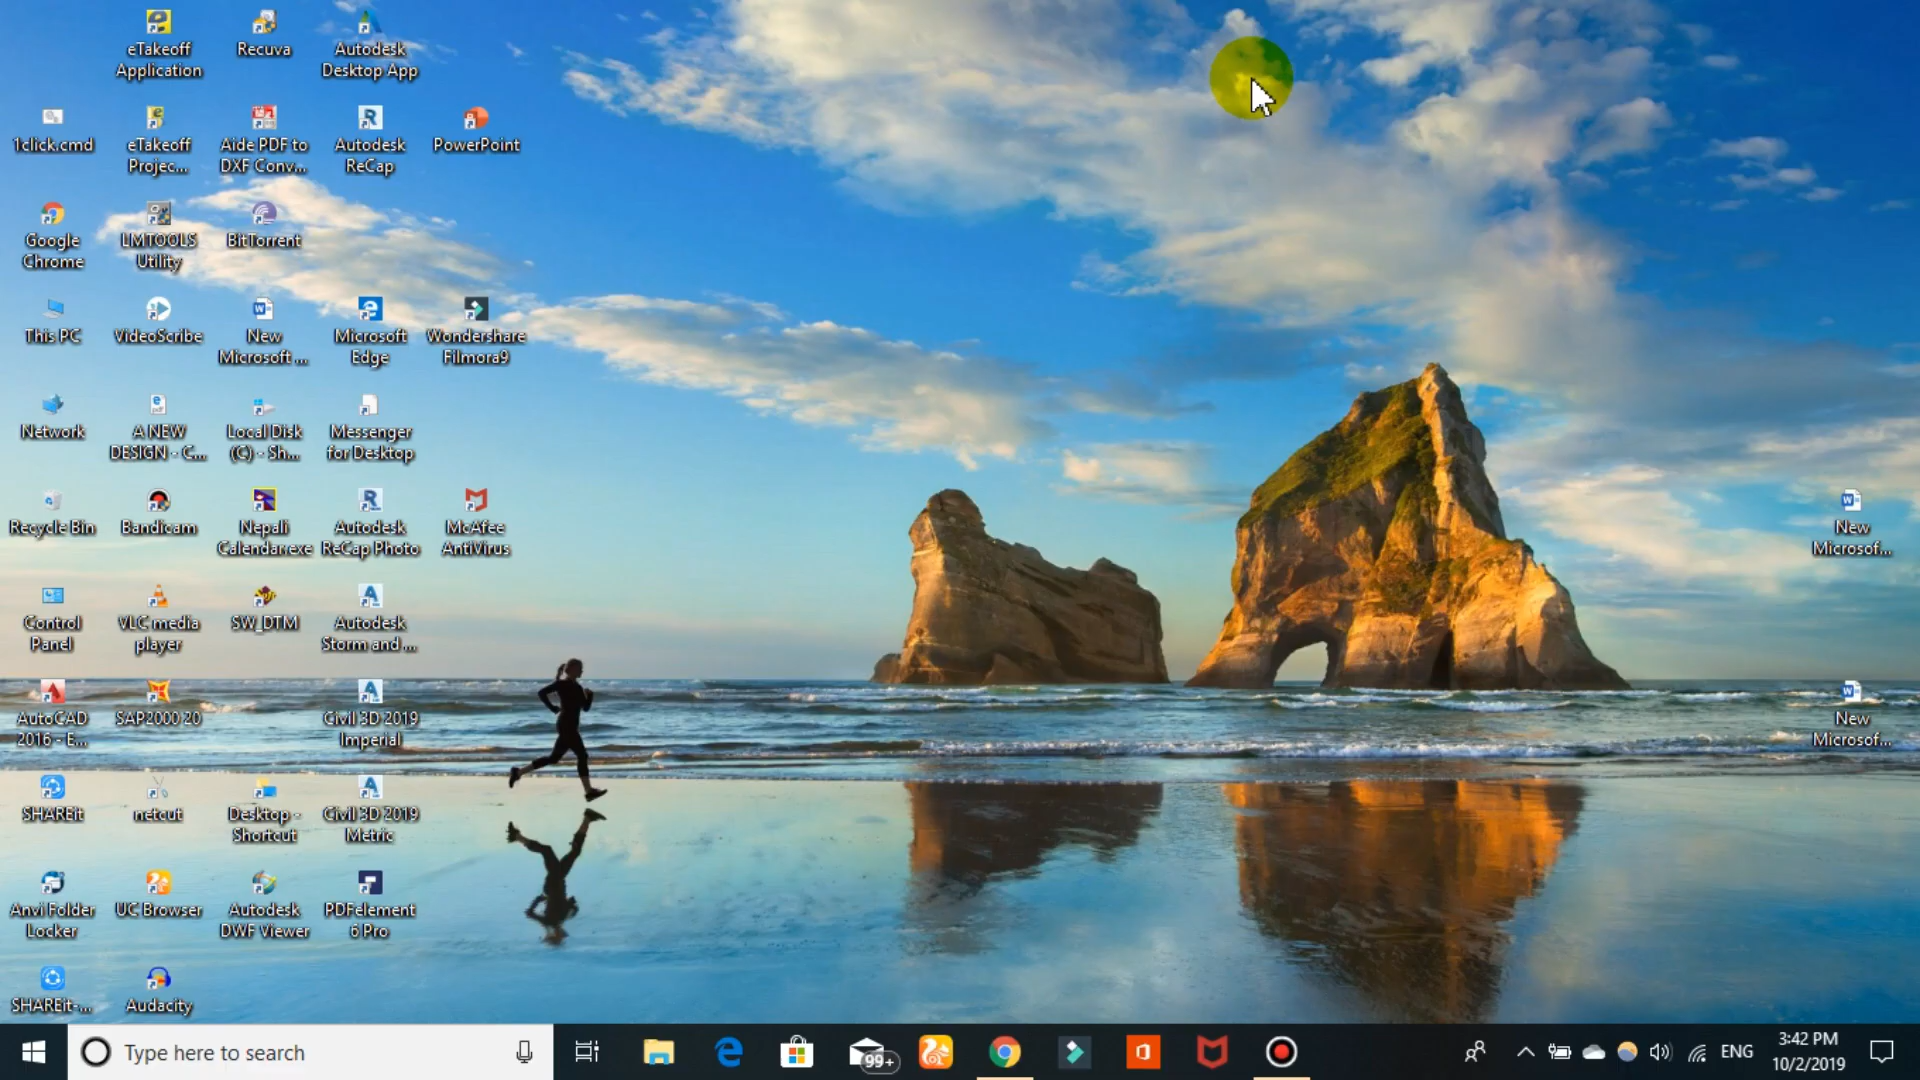 eTakeoff
Application
Recuva
Autodesk
Desktop App
1click.cmd
eTakeoff
Projec...
Aide PDF to
DXF Conv...
Autodesk
ReCap
PowerPoint
Google
Chrome
LMTOOLS
Utility
BitTorrent
This PC
VideoScribe
New
Microsoft ...
Microsoft
Edge
Wondershare
Filmora9
Network
A NEW
DESIGN - C...
Local Disk
(C) - Sh...
Messenger
for Desktop
Recycle Bin
Bandicam
Nepali
Calendar.exe
Autodesk
ReCap Photo
McAfee
AntiVirus
New
Microsof...
Control
Panel
VLC media
player
SW_DTM
Autodesk
Storm and ...
AutoCAD
2016 - E...
SAP2000 20
Civil 3D 2019
Imperial
New
Microsof...
SHAREit
netcut
Desktop -
Shortcut
Civil 3D 2019
Metric
Anvi Folder
Locker
UC Browser
Autodesk
DWF Viewer
PDFelement
6 Pro
SHAREit-...
Audacity
Type here to search
99+
ENG
3:42 PM
10/2/2019